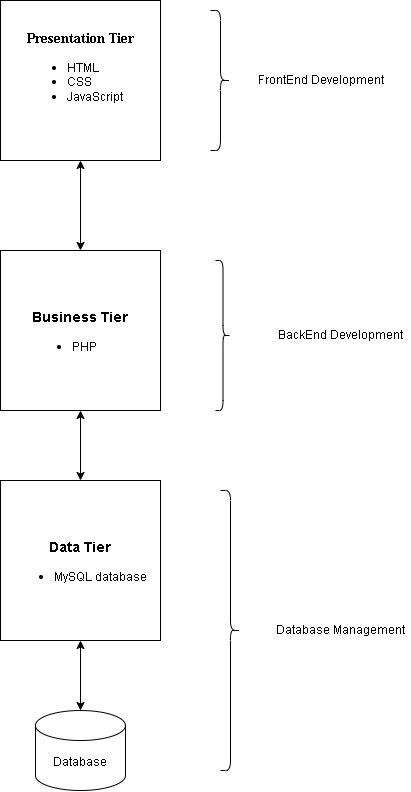 Presentation Tier
• HTML
• CSS
• JavaScript
FrontEnd Development
Business Tier
• PHP
BackEnd Development
Data Tier
• MySQL database
Database Management
Database